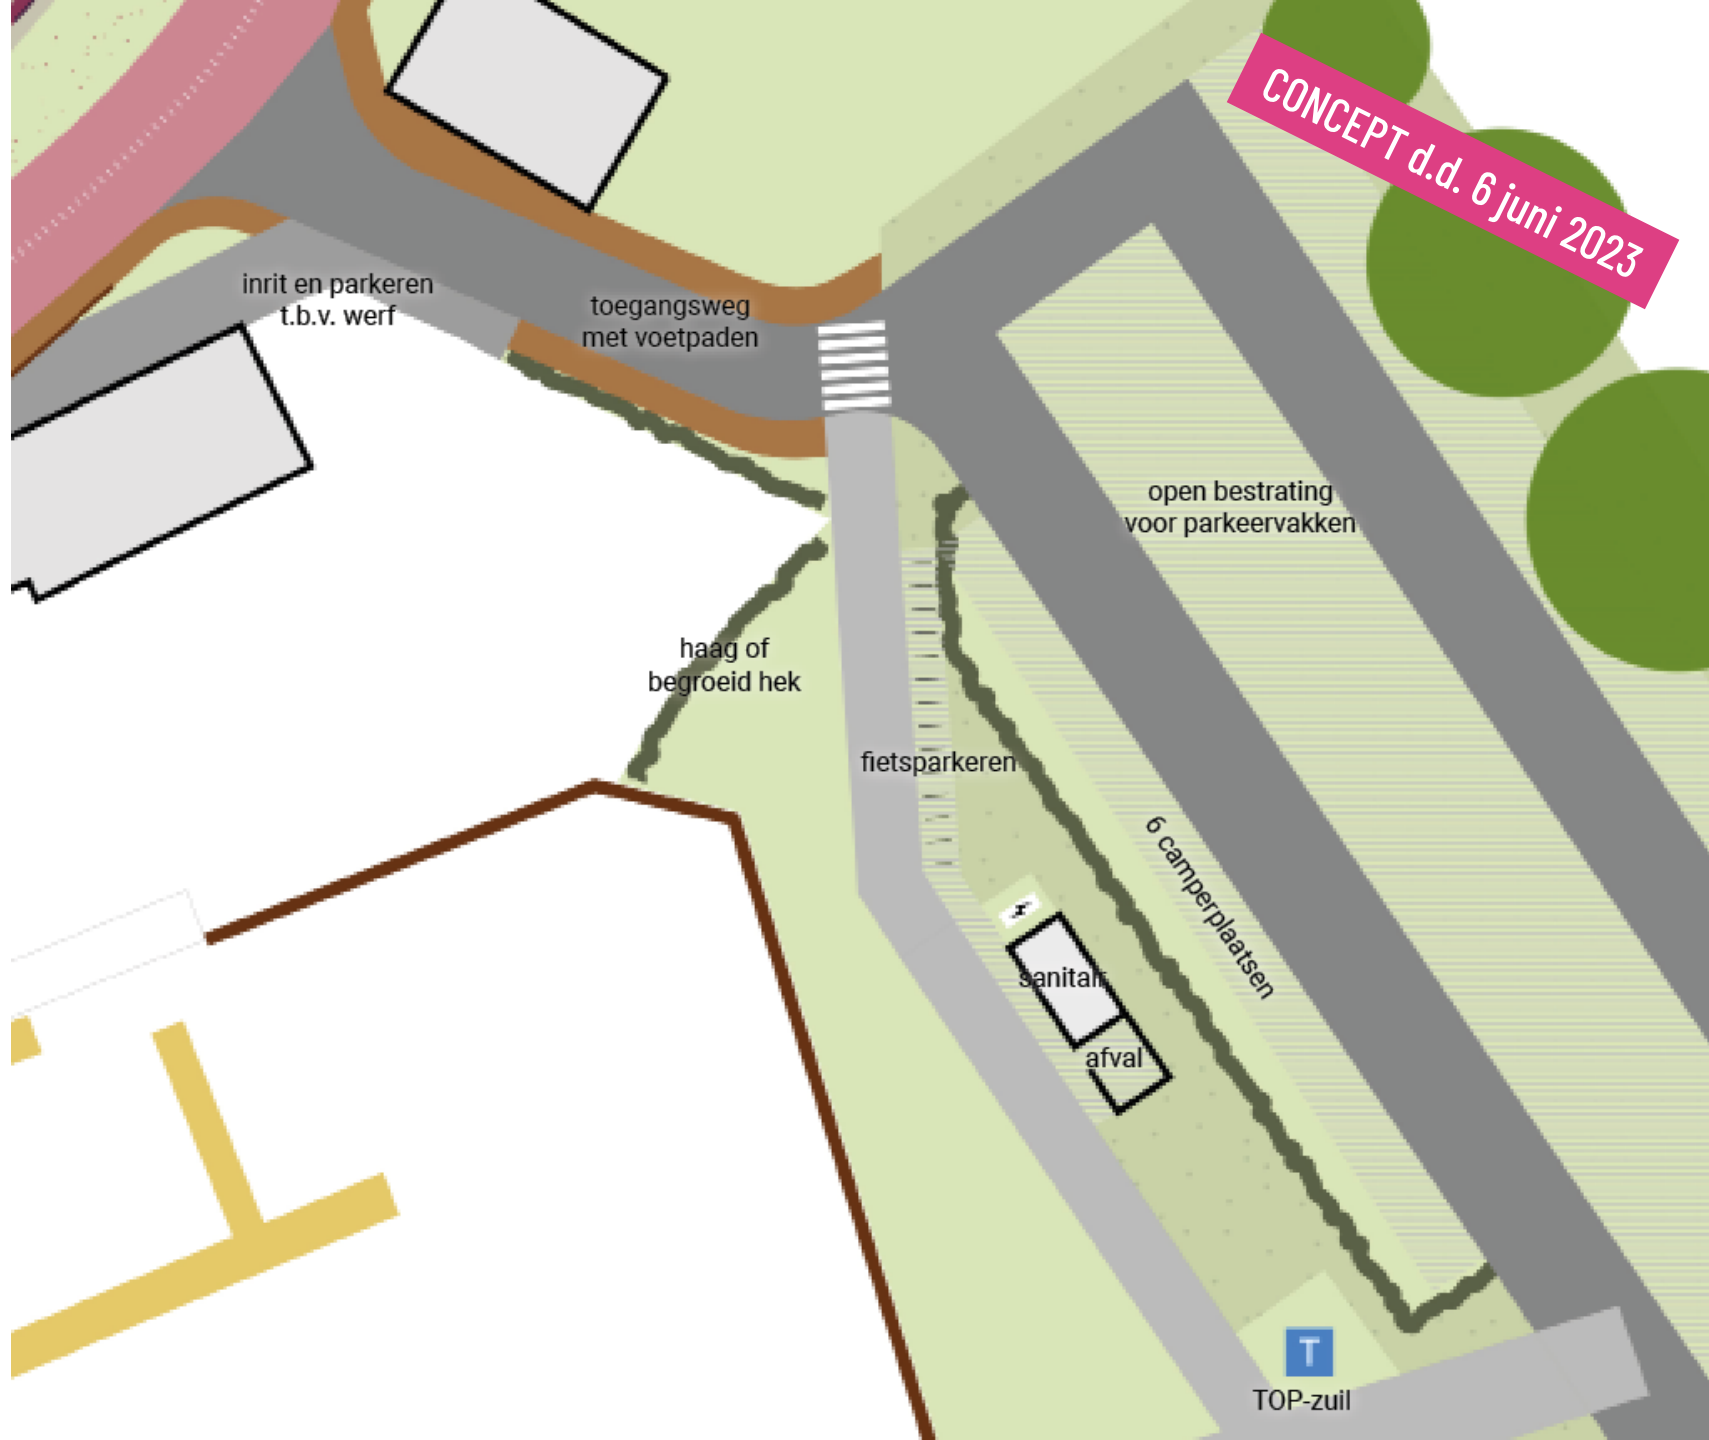 CONCEPT d.d. 6 juni 2023
inrit en parkeren
t.b.v. werf
toegangsweg
met voetpaden
open bestrating
voor parkeervakken
haag of
begroeid hek
fietsparkeren
6 camperplaatsen
sanitair
afval
T
TOP-zuil